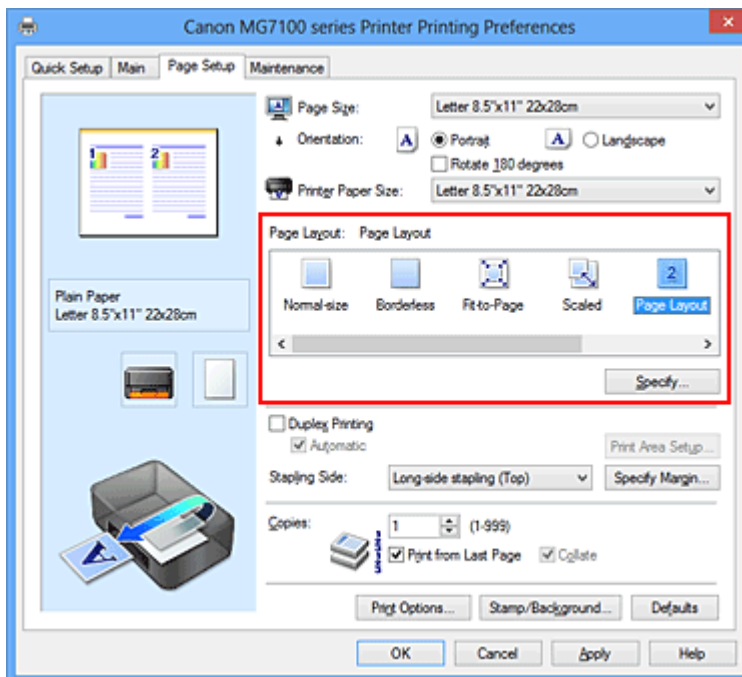 Canon MG7100 series Printer Printing Preferences
Quick Setup Main Page Setup Maintenance
1 2
Plain Paper
Letter 8.5"x11" 22x28cm
Page Size: Letter 8.5"x11" 22x28cm
Orientation: A Portrait A Landscape
Rotate 180 degrees
Printer Paper Size: Letter 8.5"x11" 22x28cm
Page Layout: Page Layout
2
Normal-size Borderless Fit-to-Page Scaled Page Layout
Specify...
Duplex Printing
Automatic Print Area Setup...
Stapling Side: Long-side stapling (Top) Specify Margin...
Copies: 1 (1-999)
Print from Last Page Collate
A
Print Options... Stamp/Background... Defaults
OK Cancel Apply Help